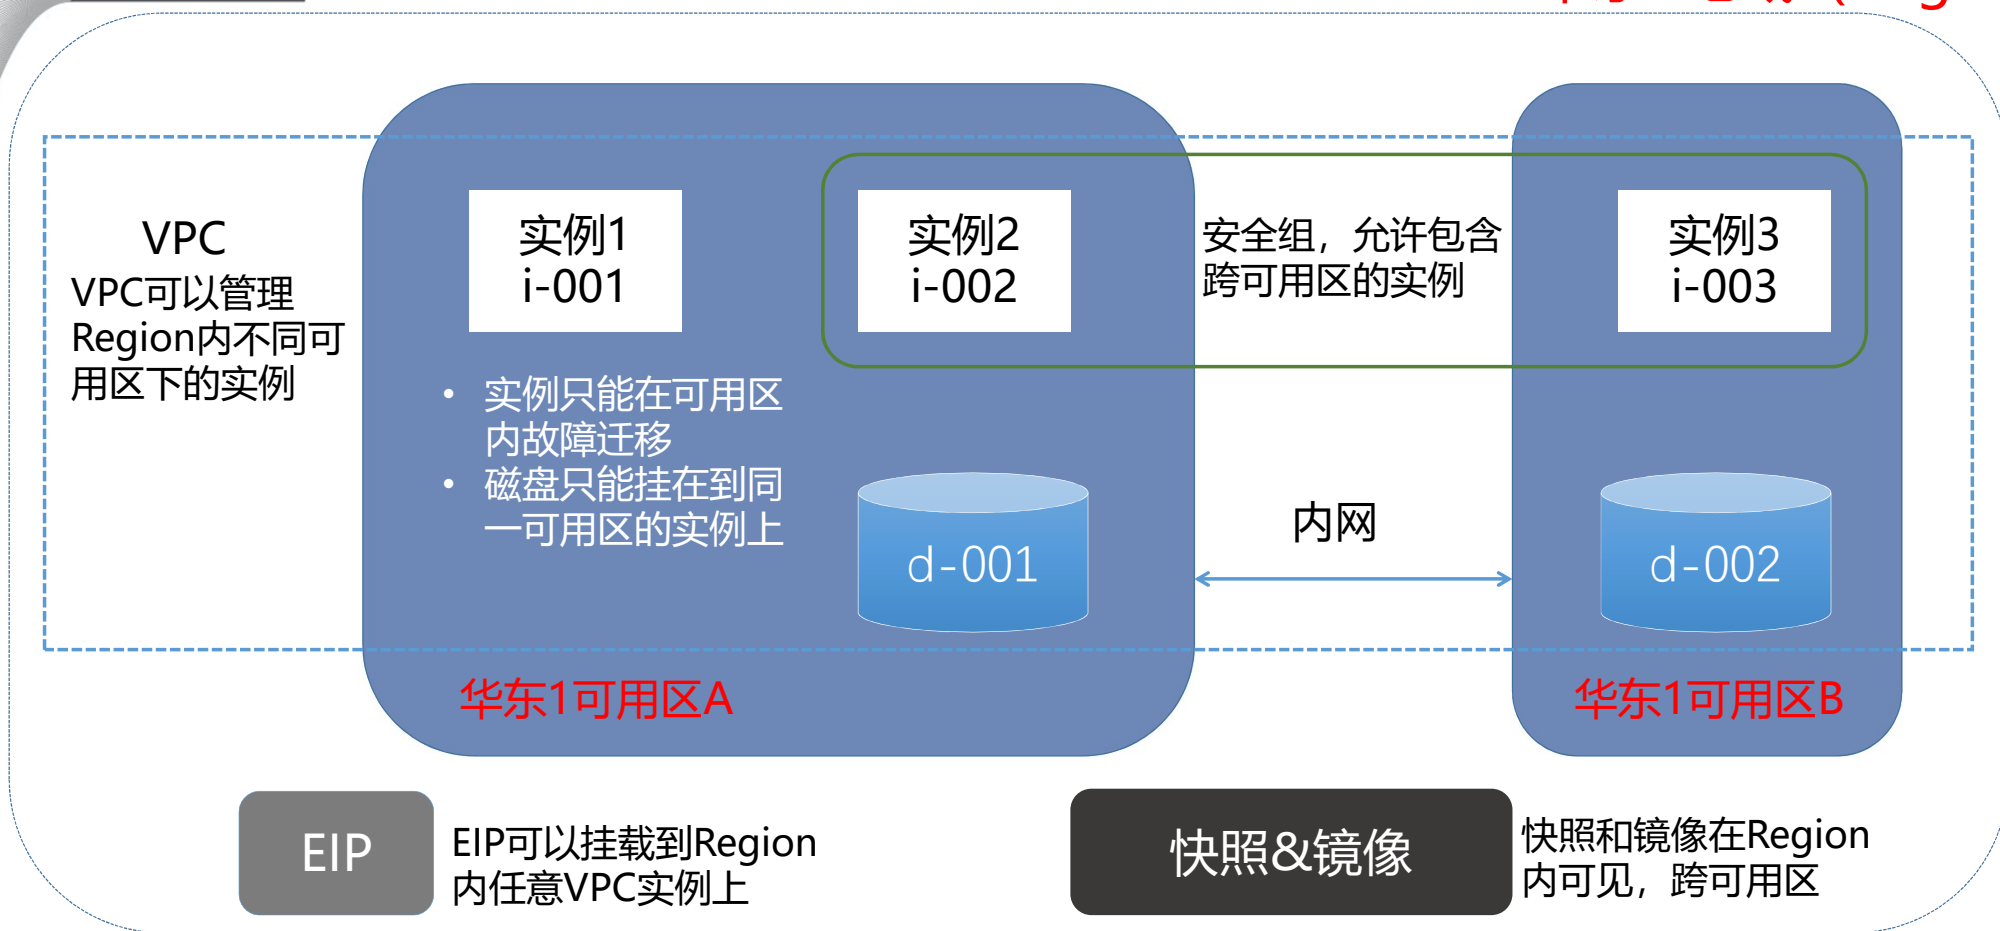 VPC
VPC可以管理
Region内不同可
用区下的实例
实例1
i-001
实例2
i-002
安全组，允许包含
跨可用区的实例
实例3
i-003
• 实例只能在可用区
内故障迁移
• 磁盘只能挂在到同
一可用区的实例上
d-001
内网
d-002
华东1可用区A
华东1可用区B
EIP
EIP可以挂载到Region
内任意VPC实例上
快照&镜像
快照和镜像在Region
内可见，跨可用区